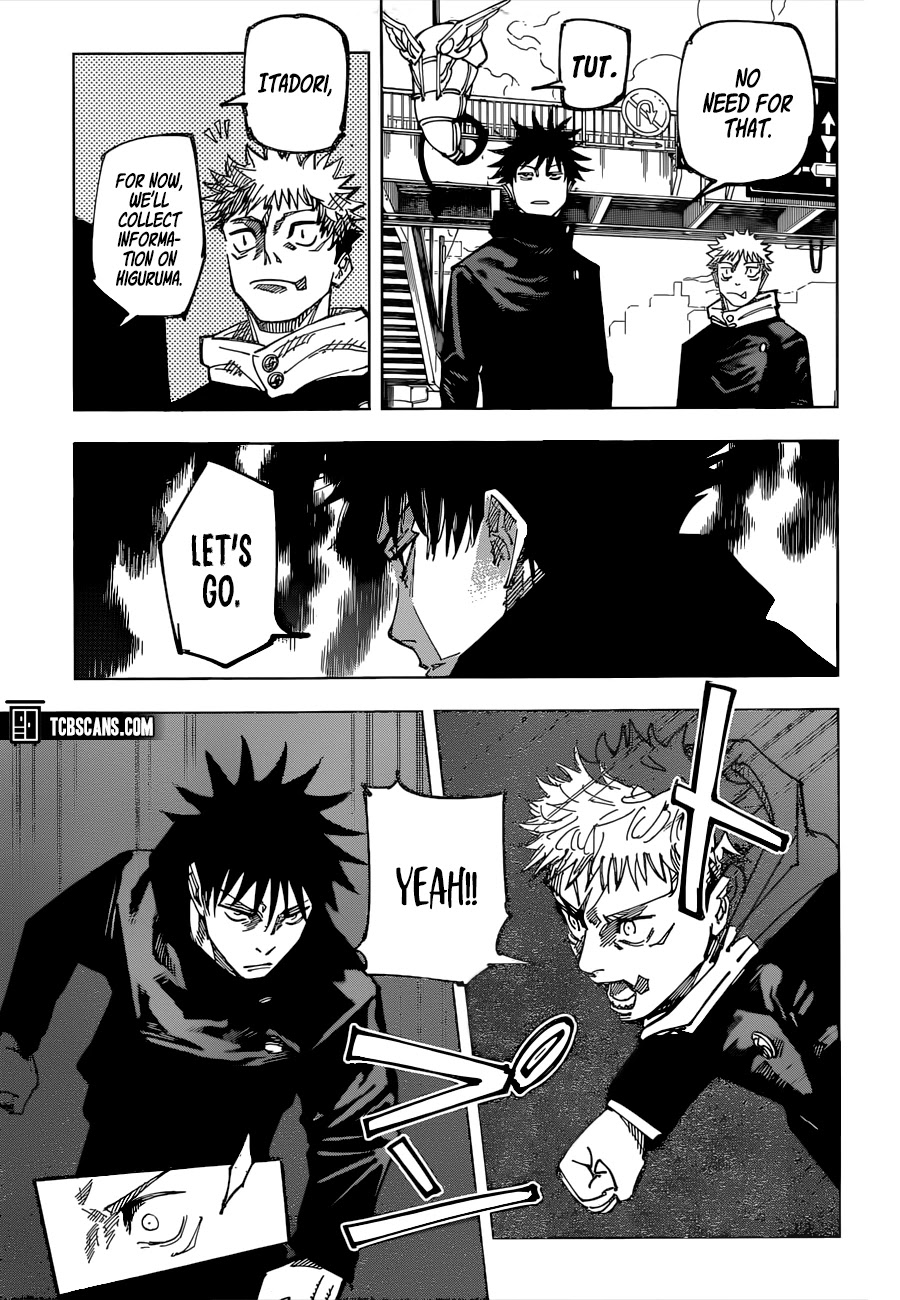 NO
NEED FOR
THAT.
TUT.
ITADORI,
FOR NOW,
WE'LL
COLLECT
INFORMA-
TION ON
HIGURUMA.
LET'S
GO.
TCBSCANS.COM
YEAH!!